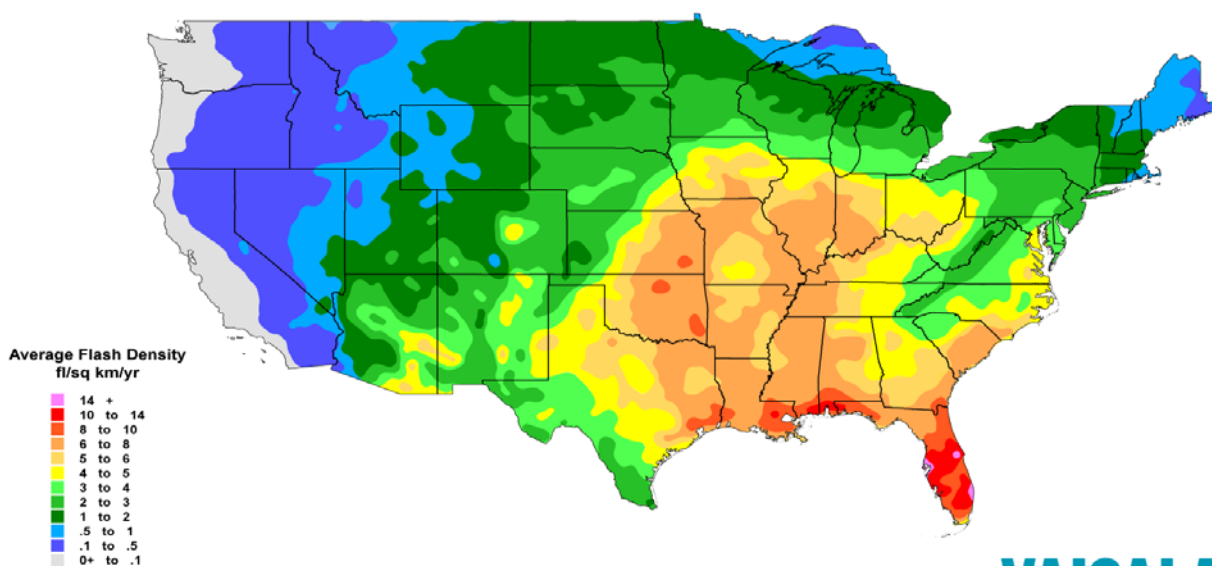 Average Flash Density
fl/sq km/yr
14 +
10 to 14
8 to 10
6 to 8
5 to 6
4 to 5
3 to 4
2 to 3
1 to 2
.5 to 1
.1 to .5
0+ to .1
VAISALA